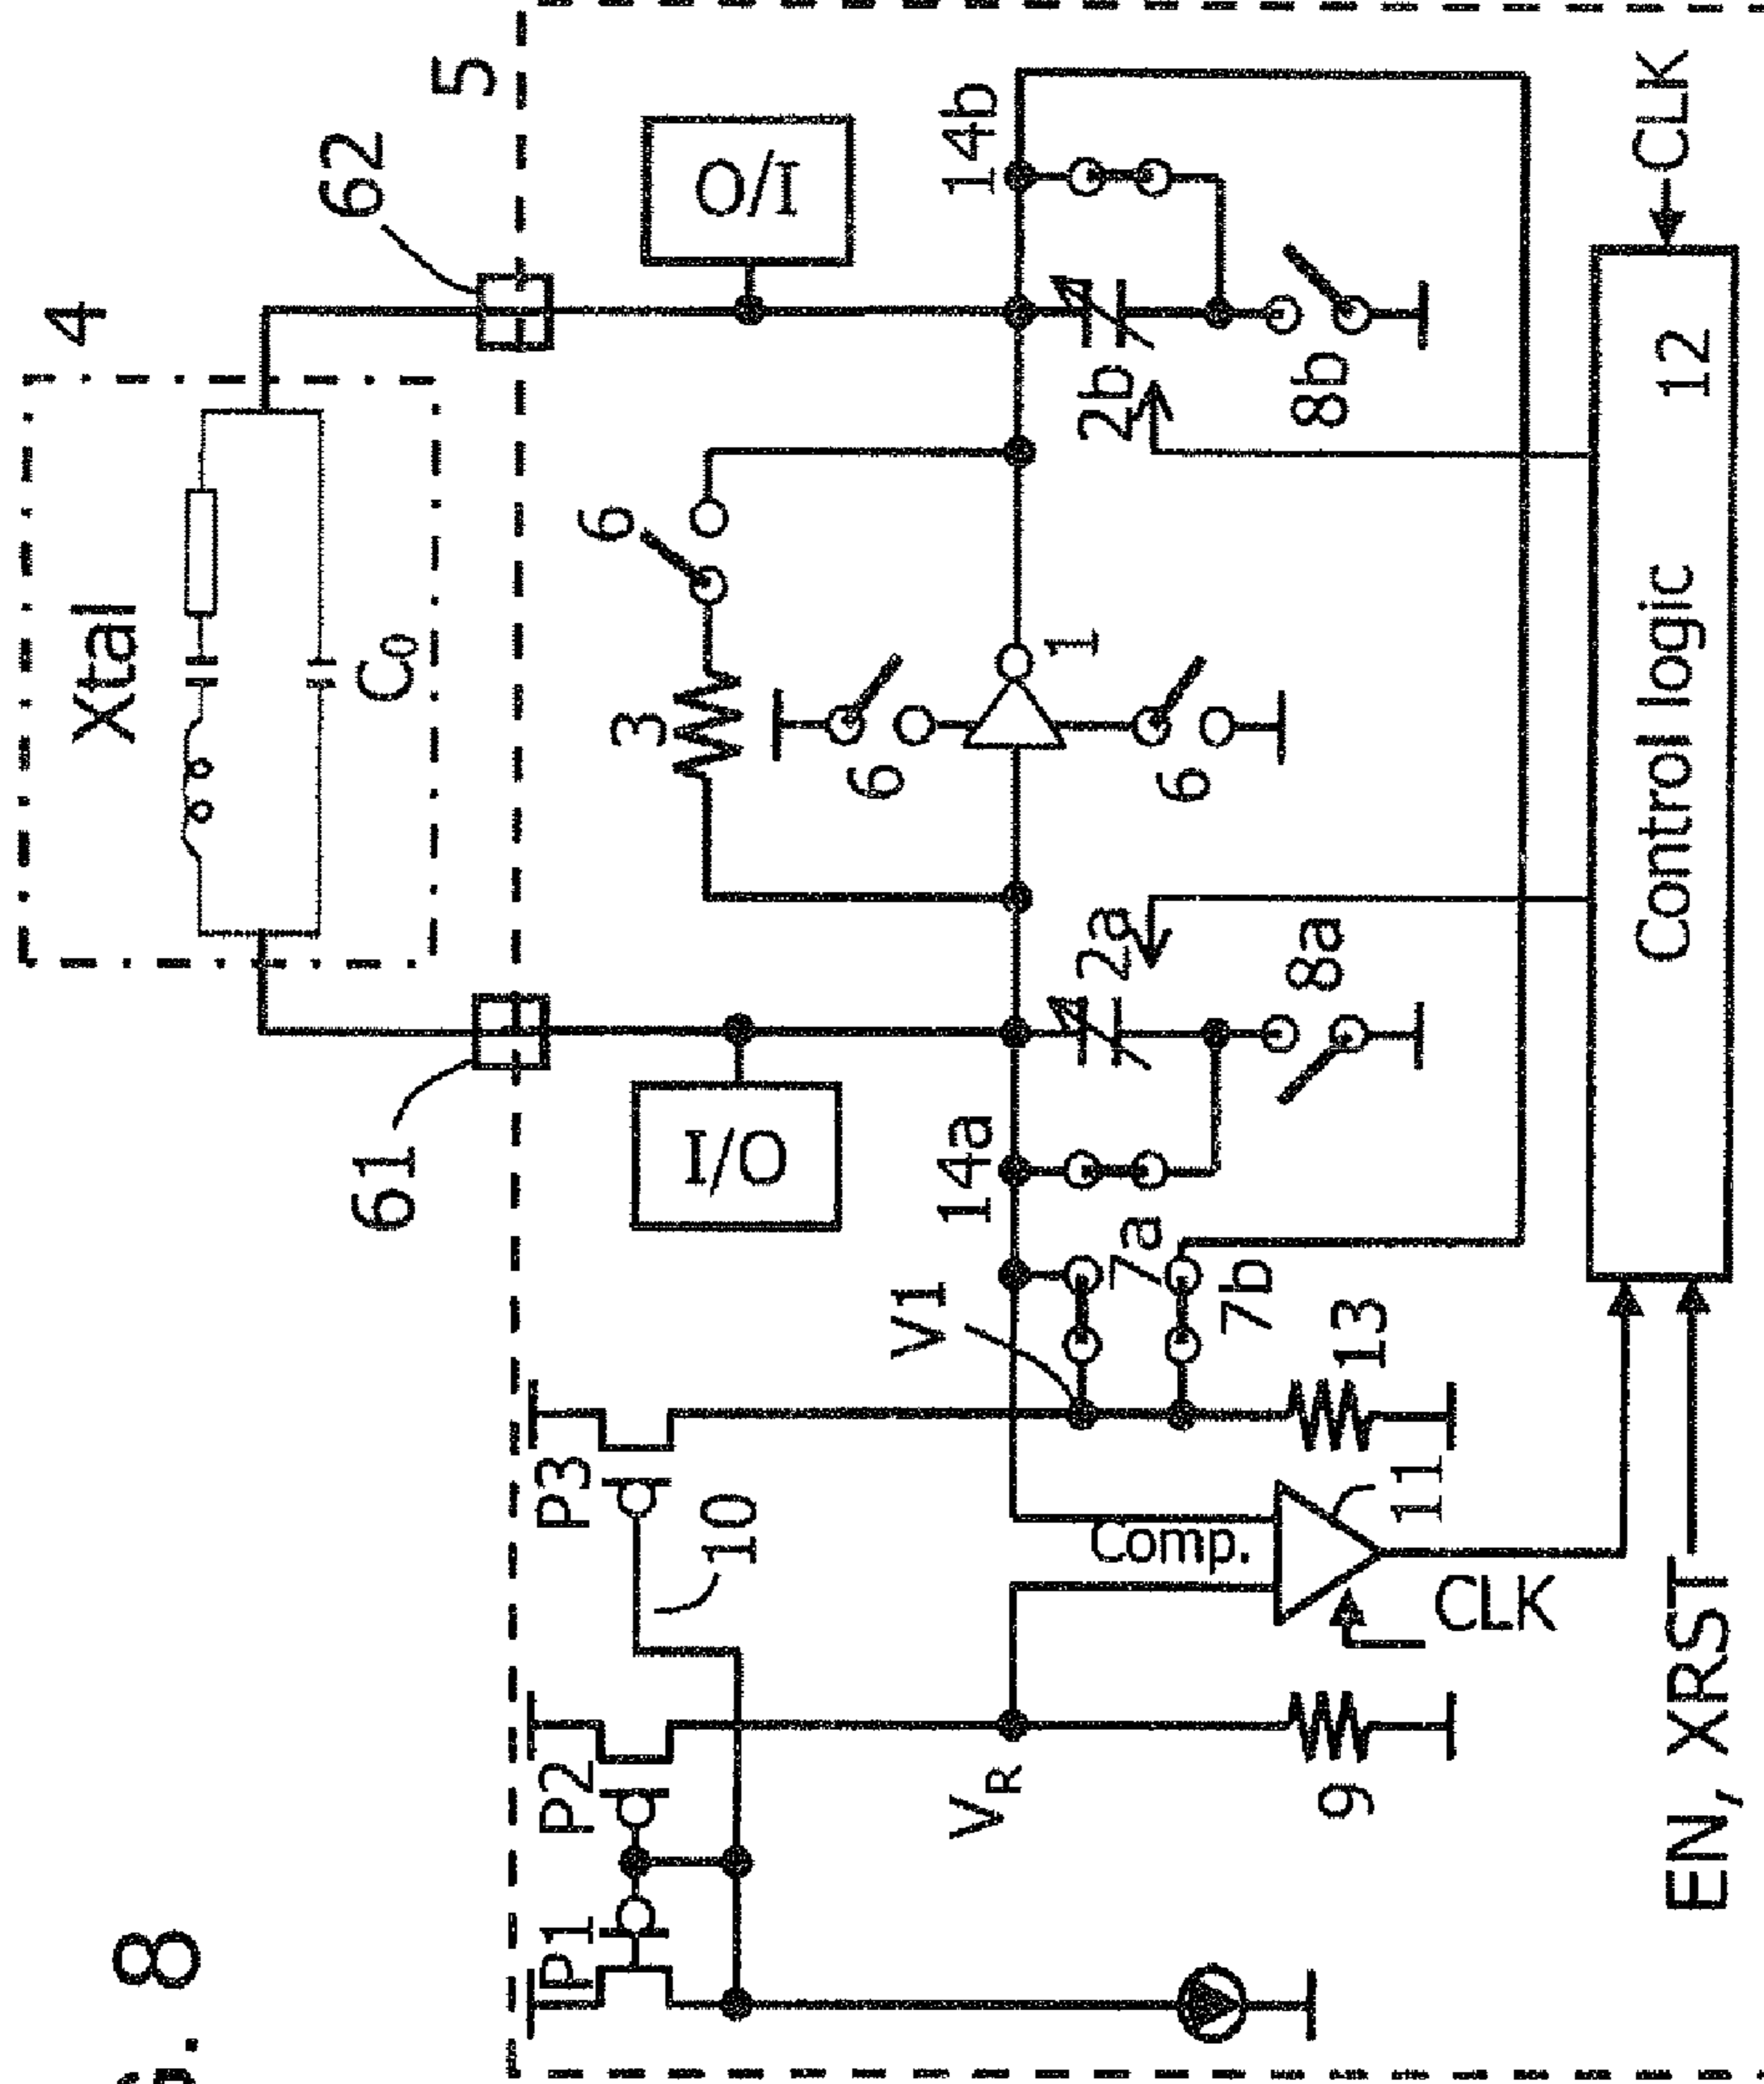 G. 8
4
Xtal
C₀
61
62
5
P1
P2
P3
10
I/O
O/I
3
6
6
6
1
V1
14a
14b
VR
Comp.
7a
7b
2a
2b
8a
8b
9
11
13
CLK
EN, XRST
Control logic
12
CLK